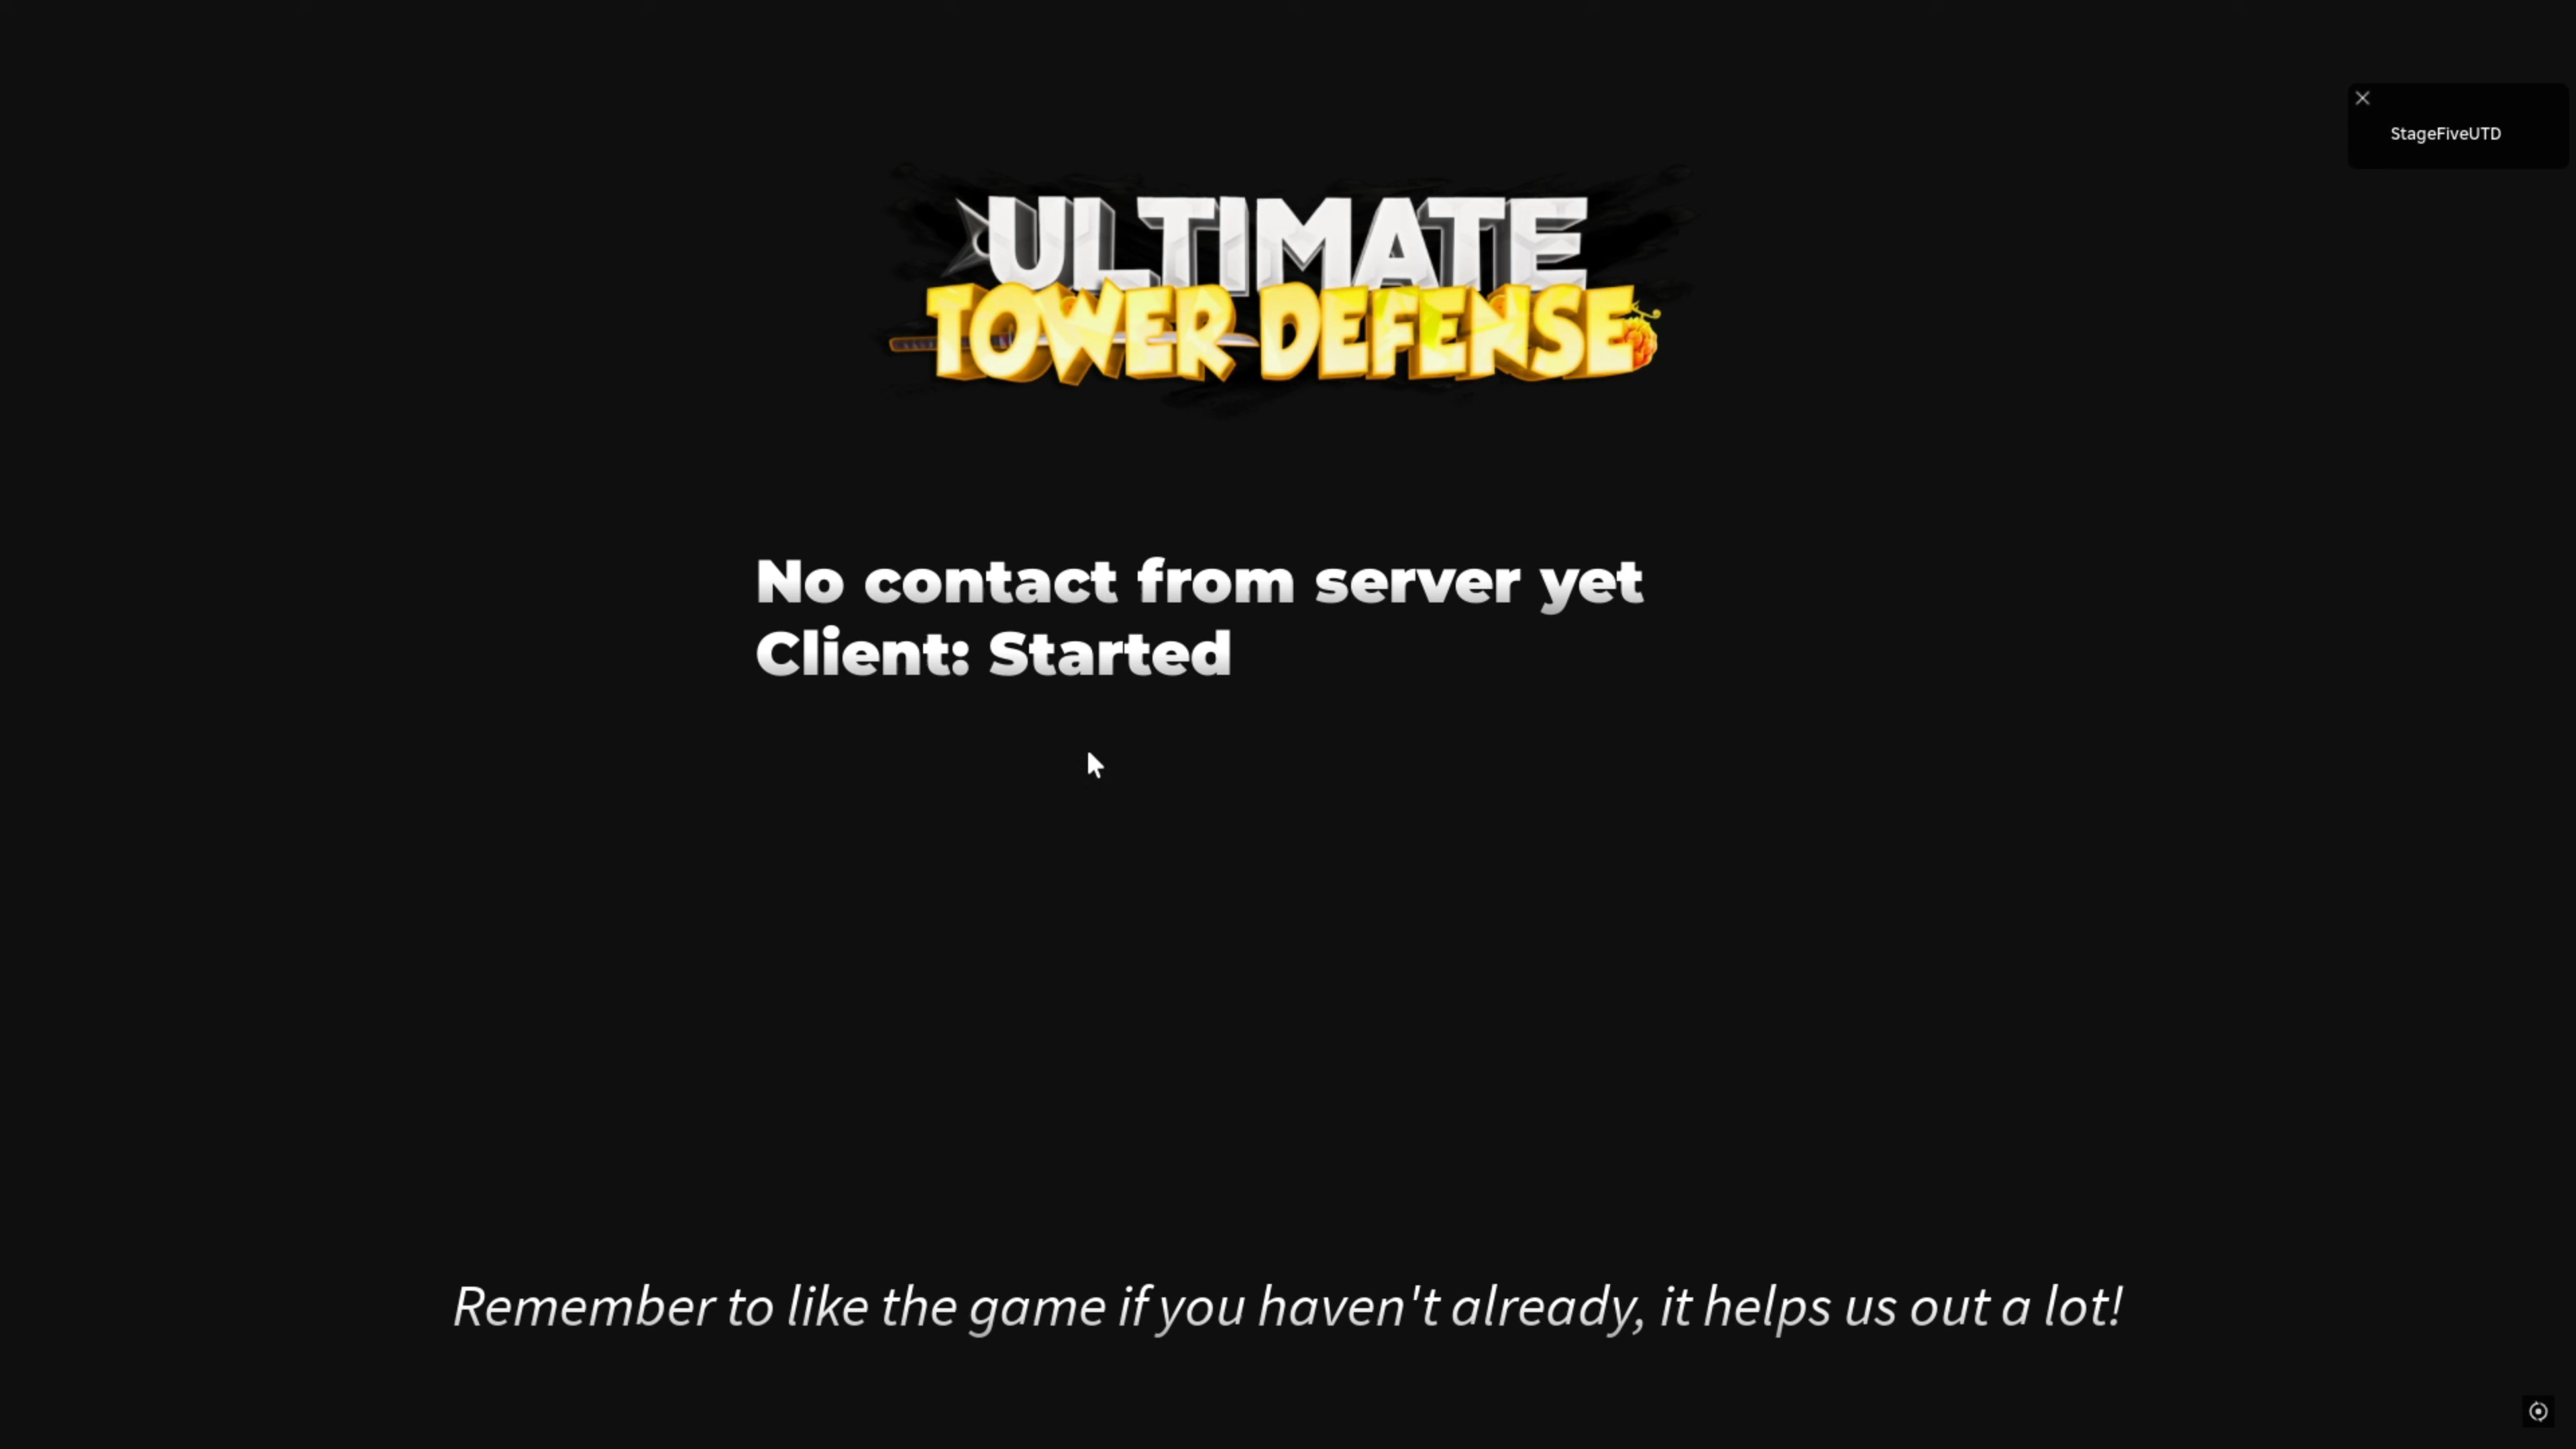 StageFiveUTD
ULTIMATE
TOWER DEFENSE
No contact from server yet
Client: Started
Remember to like the game if you haven't already, it helps us out a lot!